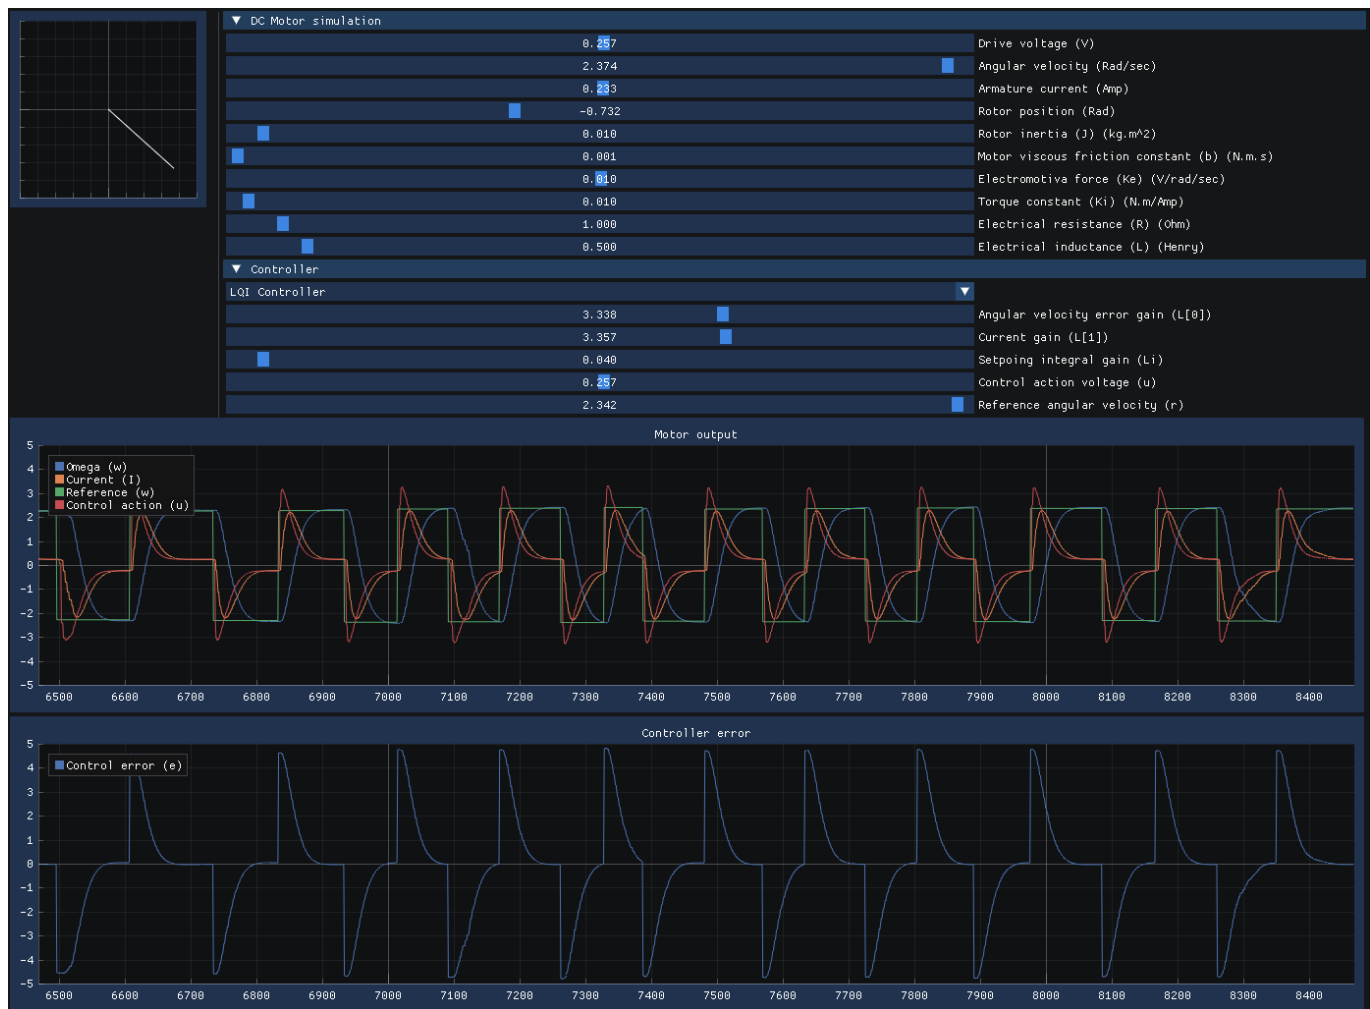 ▼ DC Motor simulation
0.257 Drive voltage (V)
2.374 Angular velocity (Rad/sec)
0.233 Armature current (Amp)
-0.732 Rotor position (Rad)
0.010 Rotor inertia (J) (kg.m^2)
0.001 Motor viscous friction constant (b) (N.m.s)
0.010 Electromotiva force (Ke) (V/rad/sec)
0.010 Torque constant (Ki) (N.m/Amp)
1.000 Electrical resistance (R) (Ohm)
0.500 Electrical inductance (L) (Henry)
▼ Controller
LQI Controller ▼
3.338 Angular velocity error gain (L[0])
3.357 Current gain (L[1])
0.040 Setpoing integral gain (Li)
0.257 Control action voltage (u)
2.342 Reference angular velocity (r)
Motor output
Omega (w)
Current (I)
Reference (w)
Control action (u)
5
4
3
2
1
0
-1
-2
-3
-4
-5
6500 6600 6700 6800 6900 7000 7100 7200 7300 7400 7500 7600 7700 7800 7900 8000 8100 8200 8300 8400
Controller error
Control error (e)
5
4
3
2
1
0
-1
-2
-3
-4
-5
6500 6600 6700 6800 6900 7000 7100 7200 7300 7400 7500 7600 7700 7800 7900 8000 8100 8200 8300 8400